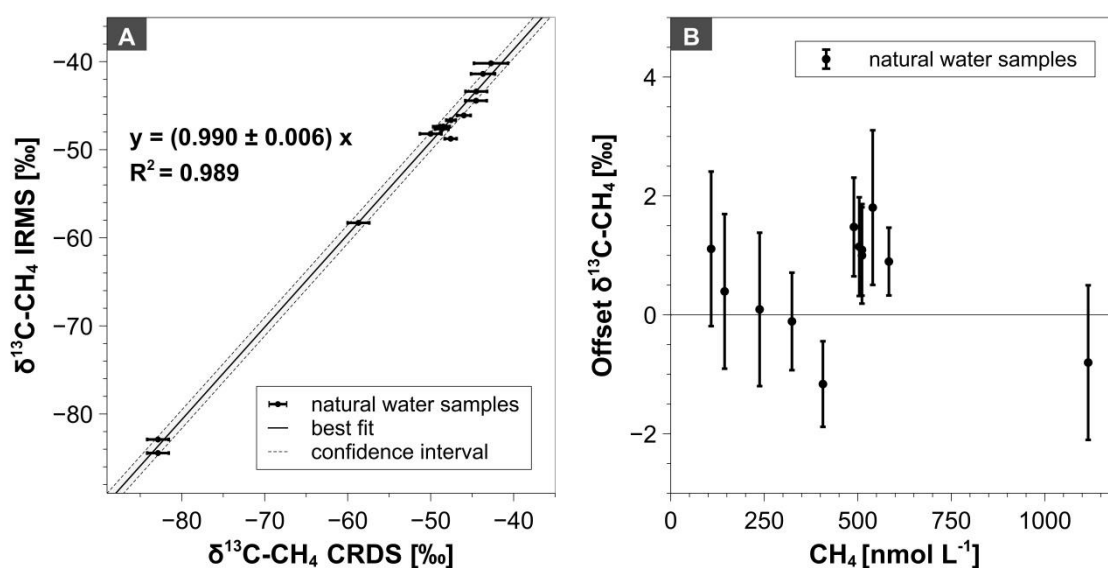 A
−40
−50
−60
−70
−80
δ¹³C-CH₄ IRMS [‰]
y = (0.990 ± 0.006) x
R² = 0.989
natural water samples
best fit
confidence interval
−80 −70 −60 −50 −40
δ¹³C-CH₄ CRDS [‰]
B
natural water samples
4
2
0
−2
Offset δ¹³C-CH₄ [‰]
0 250 500 750 1000
CH₄ [nmol L⁻¹]